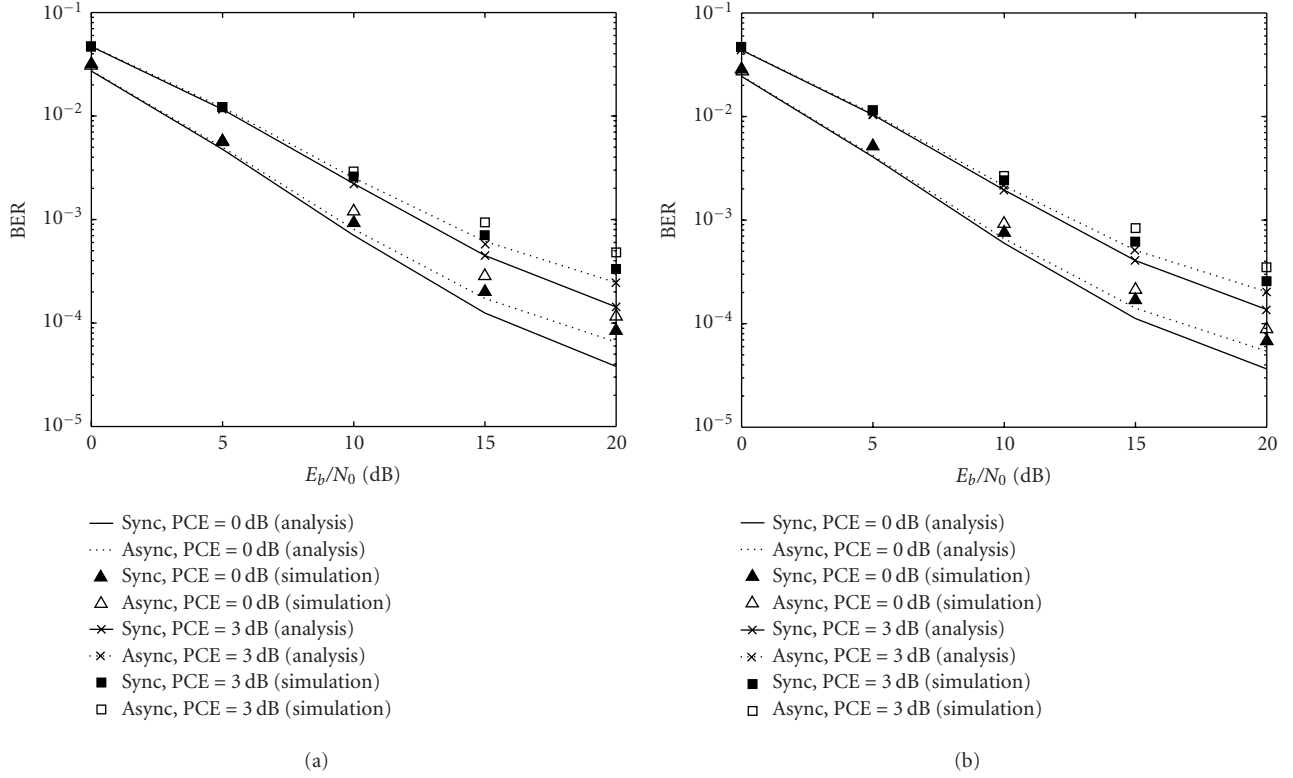 10−1
10−2
10−3
10−4
10−5
BER
0 5 10 15 20
Eb/N0 (dB)
Sync, PCE = 0 dB (analysis)
Async, PCE = 0 dB (analysis)
Sync, PCE = 0 dB (simulation)
Async, PCE = 0 dB (simulation)
Sync, PCE = 3 dB (analysis)
Async, PCE = 3 dB (analysis)
Sync, PCE = 3 dB (simulation)
Async, PCE = 3 dB (simulation)
(a)
10−1
10−2
10−3
10−4
10−5
BER
0 5 10 15 20
Eb/N0 (dB)
Sync, PCE = 0 dB (analysis)
Async, PCE = 0 dB (analysis)
Sync, PCE = 0 dB (simulation)
Async, PCE = 0 dB (simulation)
Sync, PCE = 3 dB (analysis)
Async, PCE = 3 dB (analysis)
Sync, PCE = 3 dB (simulation)
Async, PCE = 3 dB (simulation)
(b)